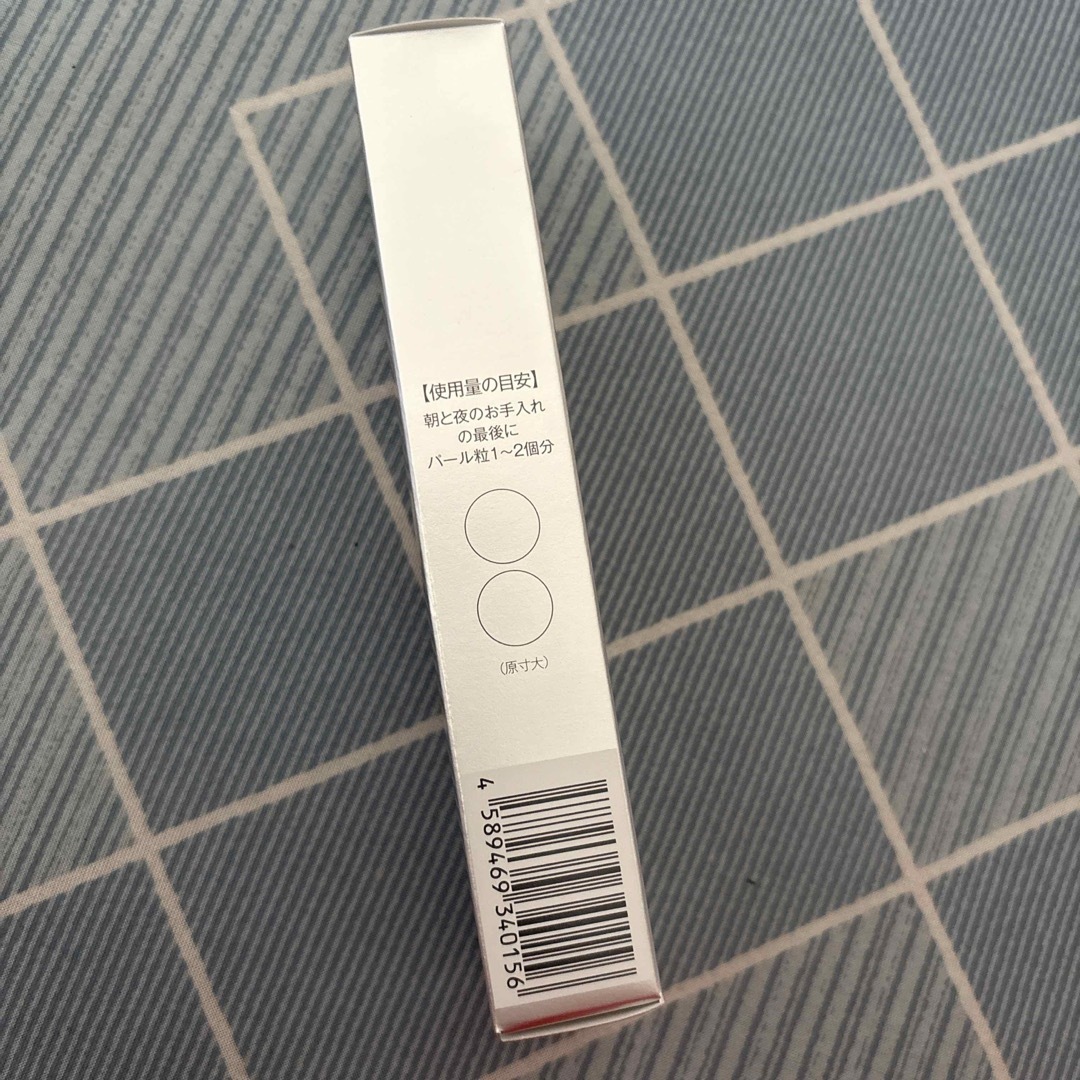 【使用量の目安】
朝と夜のお手入れ
の最後に
パール粒1〜2個分
（原寸大）
4 589469 340156